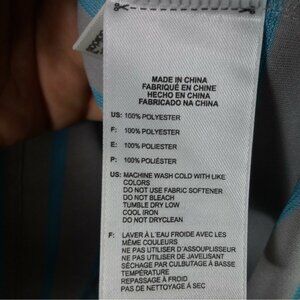 MADE IN CHINA
FABRIQUÉ EN CHINE
HECHO EN CHINA
FABRICADO NA CHINA
US: 100% POLYESTER
F: 100% POLYESTER
E: 100% POLIÉSTER
P: 100% POLIÉSTER
US: MACHINE WASH COLD WITH LIKE
COLORS
DO NOT USE FABRIC SOFTENER
DO NOT BLEACH
TUMBLE DRY LOW
COOL IRON
DO NOT DRYCLEAN
F: LAVER À L'EAU FROIDE AVEC LES
MÊME COULEURS
NE PAS UTILISER D'ASSOUPLISSEUR
NE PAS UTILISER DE JAVELISANT
SÉCHAGE PAR CULBUTAGE À BASSE
TEMPÉRATURE
REPASSAGE À FROID
PAS DE NETTOYAGE À SEC